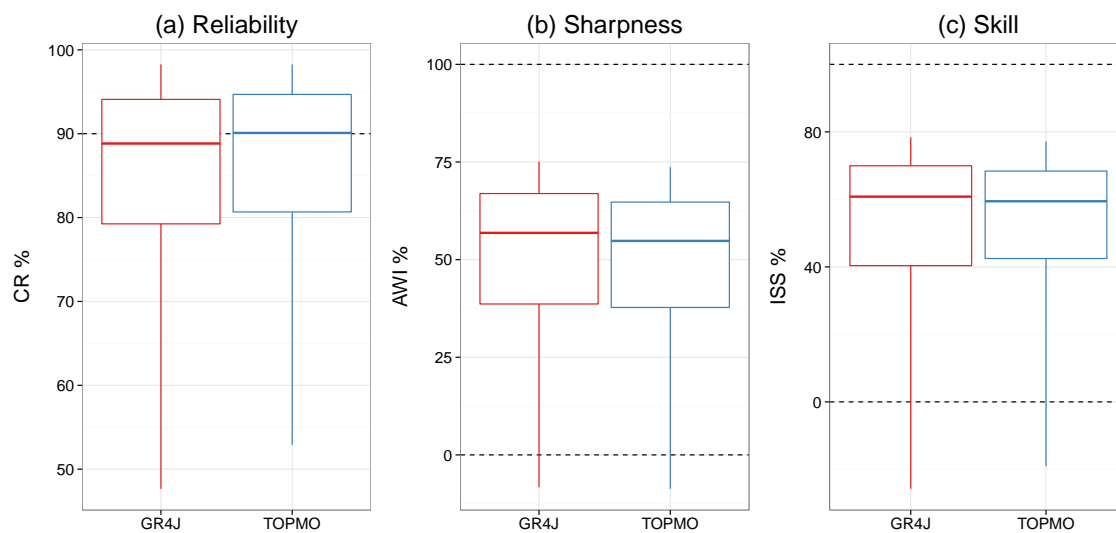 (a) Reliability
CR %
100
90
80
70
60
50
GR4J
TOPMO
(b) Sharpness
AWI %
100
75
50
25
0
GR4J
TOPMO
(c) Skill
ISS %
80
40
0
GR4J
TOPMO